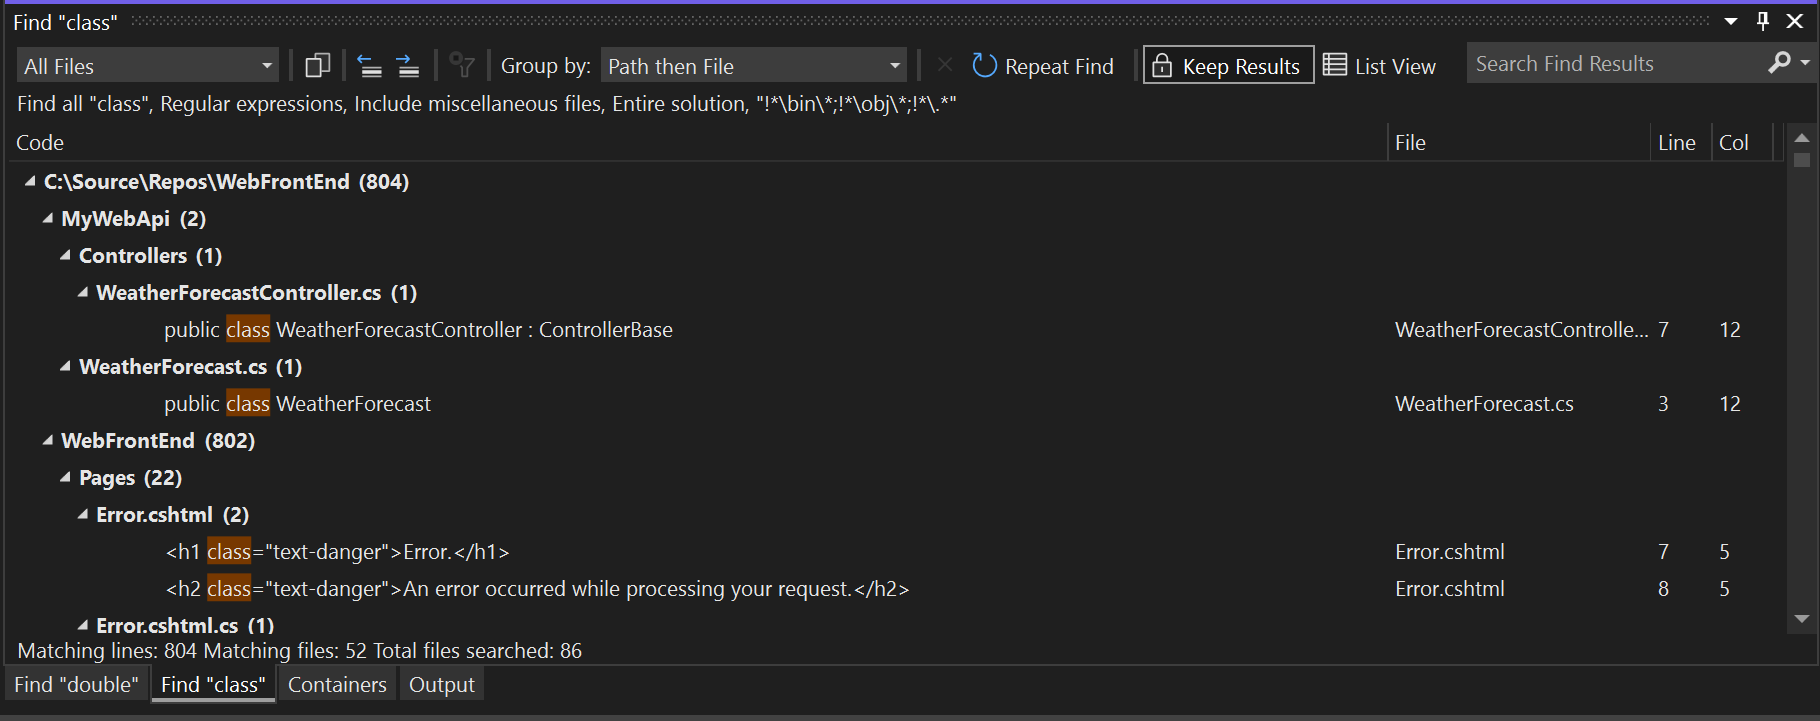 Find "class"
All Files Group by: Path then File Repeat Find Keep Results List View Search Find Results
Find all "class", Regular expressions, Include miscellaneous files, Entire solution, "!*\bin\*;!*\obj\*;!*\.*"
Code File Line Col
C:\Source\Repos\WebFrontEnd (804)
MyWebApi (2)
Controllers (1)
WeatherForecastController.cs (1)
public class WeatherForecastController : ControllerBase WeatherForecastControlle... 7 12
WeatherForecast.cs (1)
public class WeatherForecast WeatherForecast.cs 3 12
WebFrontEnd (802)
Pages (22)
Error.cshtml (2)
<h1 class="text-danger">Error.</h1> Error.cshtml 7 5
<h2 class="text-danger">An error occurred while processing your request.</h2> Error.cshtml 8 5
Error.cshtml.cs (1)
Matching lines: 804 Matching files: 52 Total files searched: 86
Find "double" Find "class" Containers Output